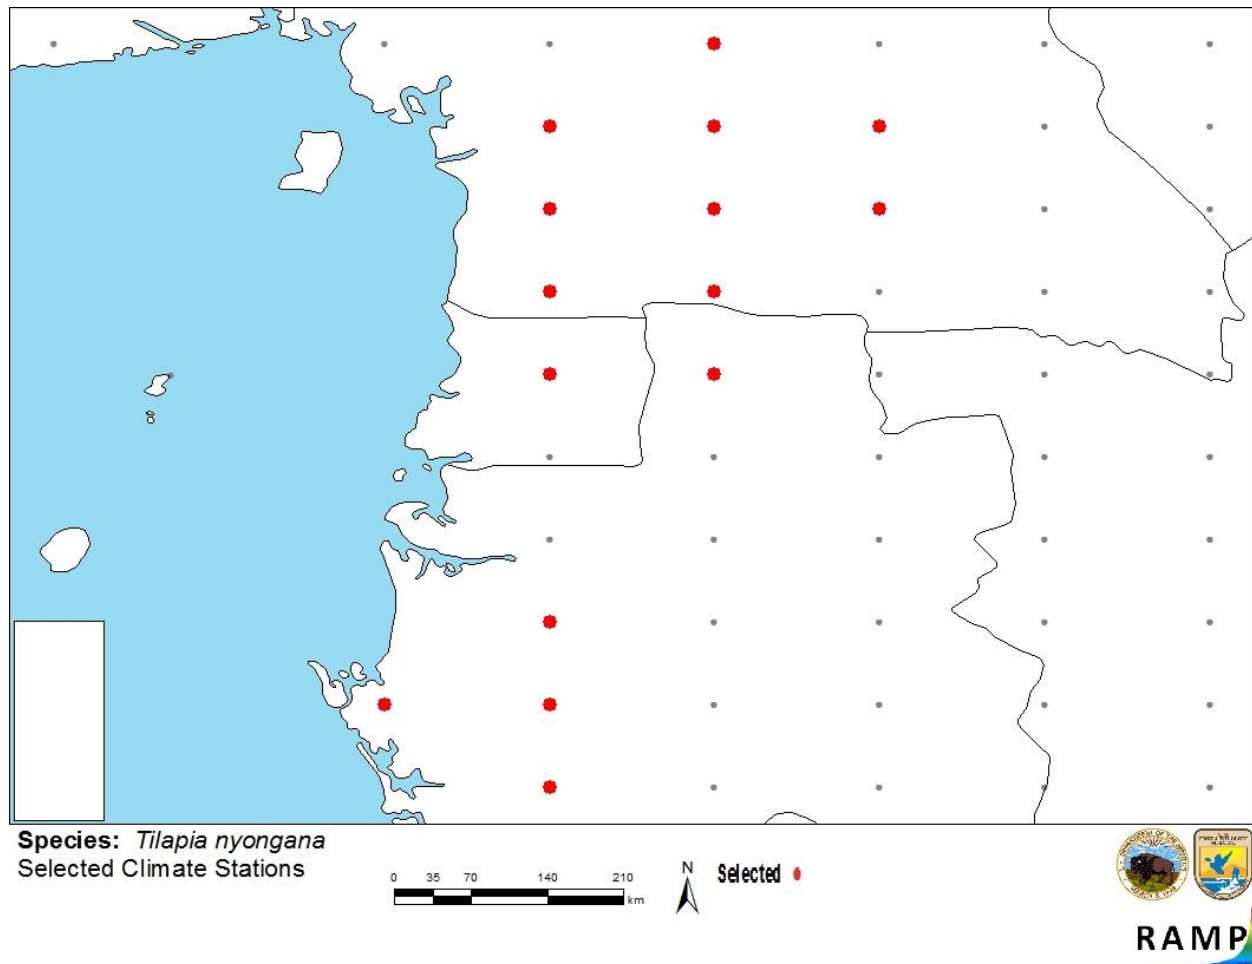 Species: Tilapia nyongana
Selected Climate Stations
0 35 70 140 210
km
N
Selected
RAMP